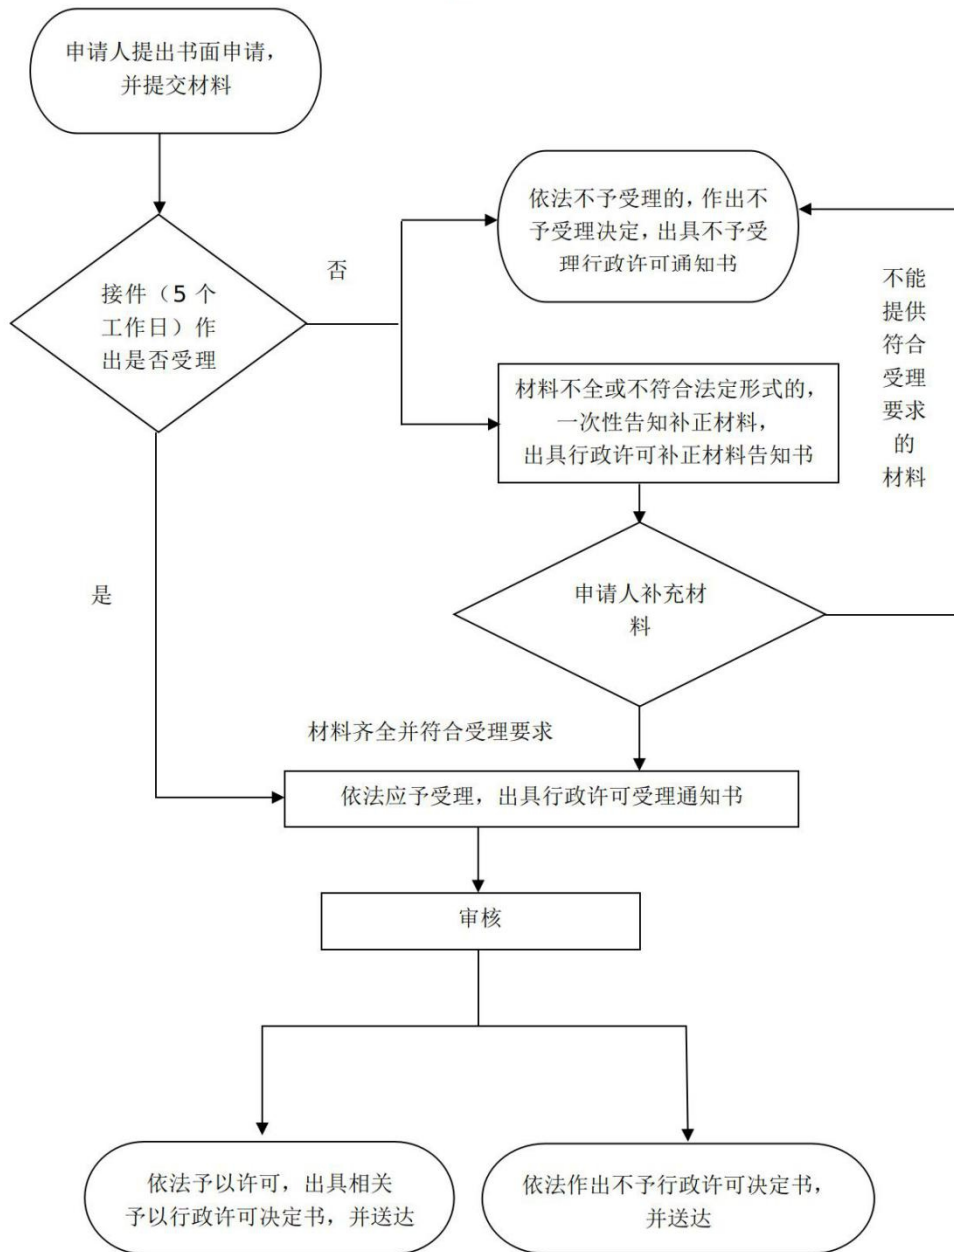 申请人提出书面申请，
并提交材料
依法不予受理的，作出不
予受理决定，出具不予受
理行政许可通知书
否
接件（5 个
工作日）作
出是否受理
不能
提供
符合
受理
要求
的
材料
材料不全或不符合法定形式的，
一次性告知补正材料，
出具行政许可补正材料告知书
是
申请人补充材
料
材料齐全并符合受理要求
依法应予受理，出具行政许可受理通知书
审核
依法予以许可，出具相关
予以行政许可决定书，并送达
依法作出不予行政许可决定书，
并送达